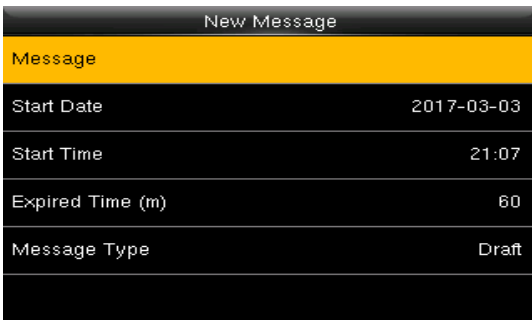 New Message
Message
Start Date 2017-03-03
Start Time 21:07
Expired Time (m) 60
Message Type Draft